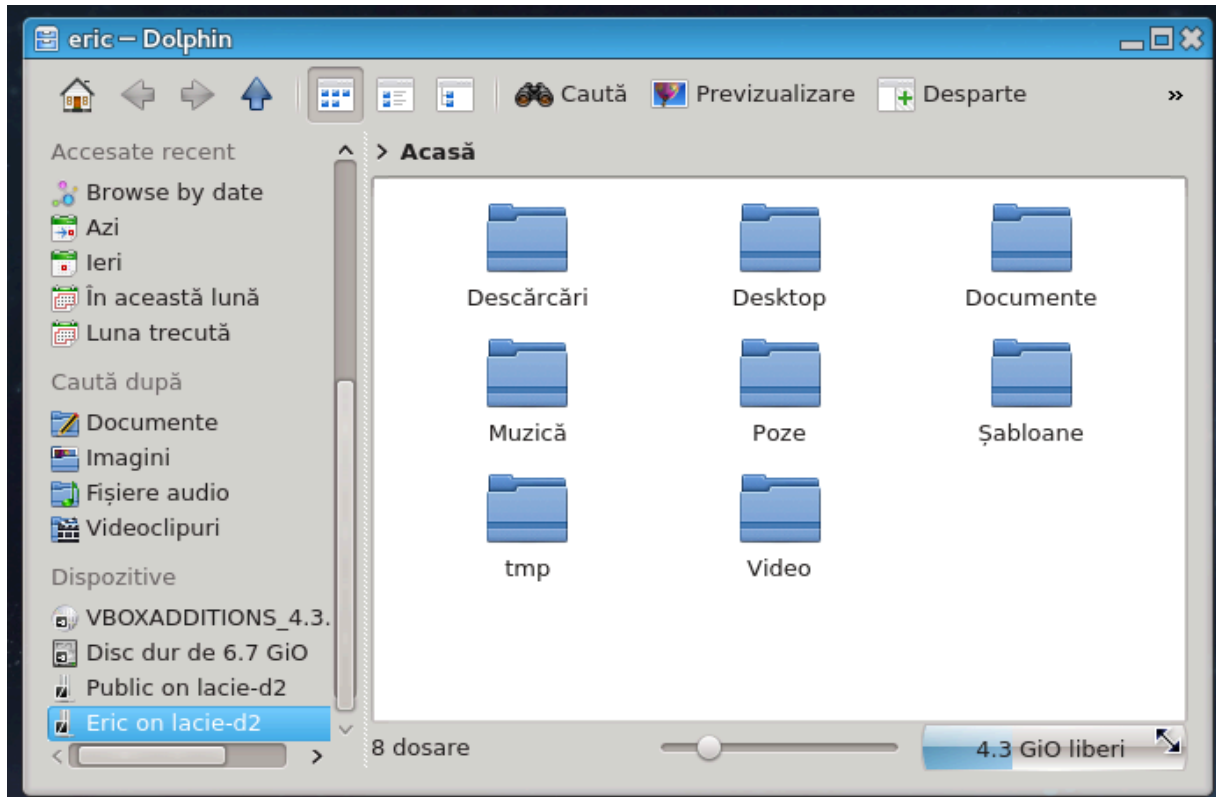 eric – Dolphin
Caută Previzualizare Desparte »
Accesate recent
Browse by date
Azi
Ieri
În această lună
Luna trecută
Caută după
Documente
Imagini
Fișiere audio
Videoclipuri
Dispozitive
VBOXADDITIONS_4.3.
Disc dur de 6.7 GiO
Public on lacie-d2
Eric on lacie-d2
> Acasă
Descărcări Desktop Documente
Muzică Poze Șabloane
tmp Video
8 dosare 4.3 GiO liberi